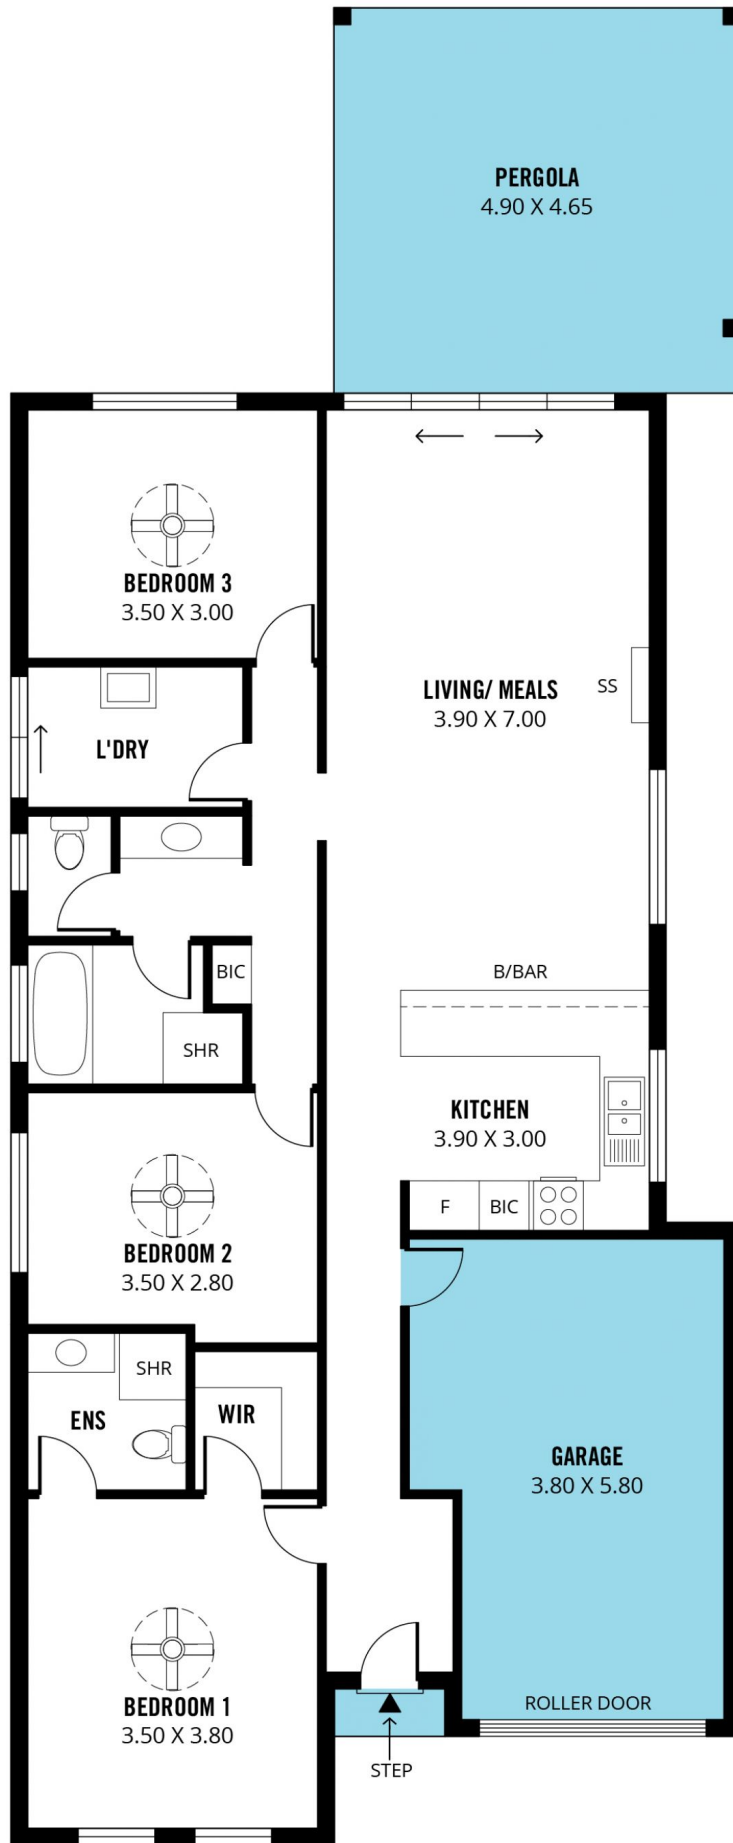 PERGOLA
4.90 X 4.65
BEDROOM 3
3.50 X 3.00
LIVING/ MEALS
3.90 X 7.00
SS
L'DRY
B/BAR
BIC
SHR
KITCHEN
3.90 X 3.00
F
BIC
BEDROOM 2
3.50 X 2.80
SHR
ENS
WIR
GARAGE
3.80 X 5.80
BEDROOM 1
3.50 X 3.80
ROLLER DOOR
STEP